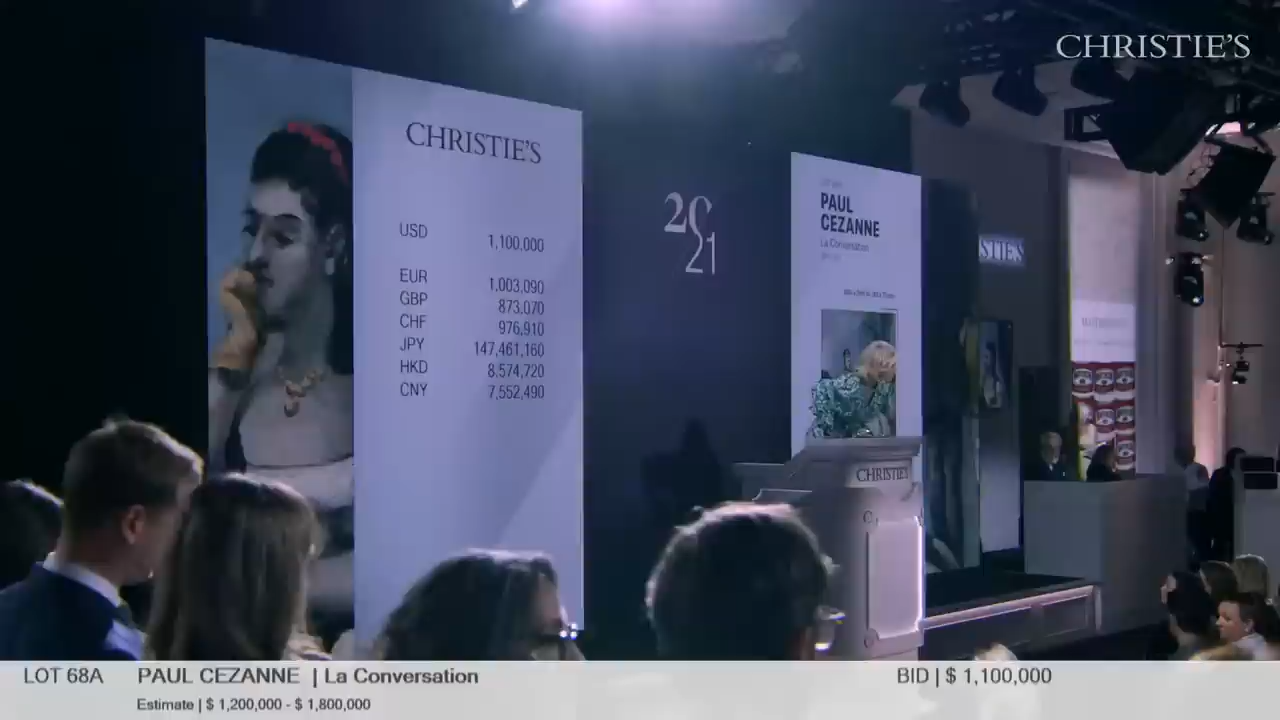 CHRISTIE'S
CHRISTIE'S
USD 1,100,000
EUR 1,003,090
GBP 873,070
CHF 976,910
JPY 147,461,160
HKD 8,574,720
CNY 7,552,490
20
21
PAUL
CEZANNE
La Conversation
STIE'S
CHRISTIE'S
LOT 68A PAUL CEZANNE | La Conversation
Estimate | $ 1,200,000 - $ 1,800,000
BID | $ 1,100,000